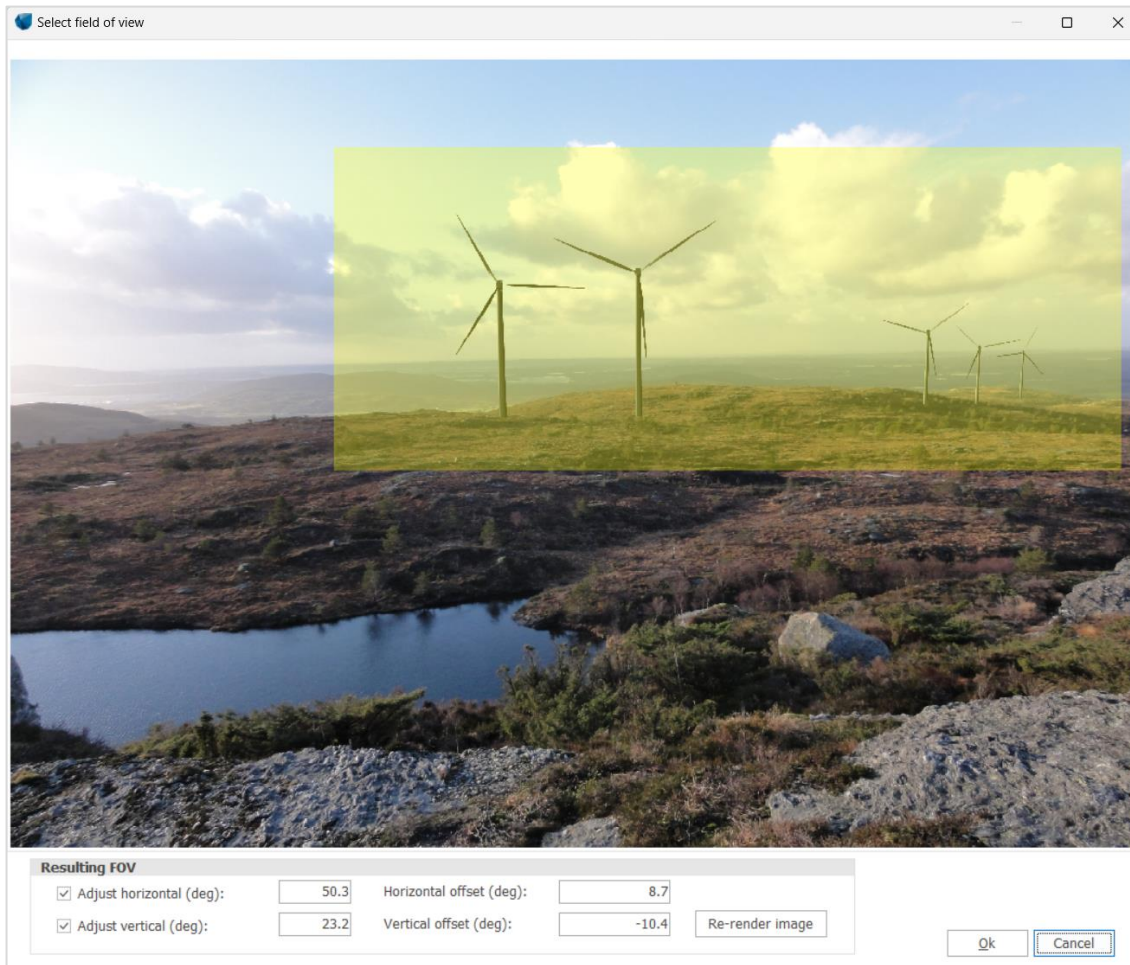 Select field of view
Resulting FOV
Adjust horizontal (deg): 50.3 Horizontal offset (deg): 8.7
Adjust vertical (deg): 23.2 Vertical offset (deg): -10.4 Re-render image
Ok Cancel